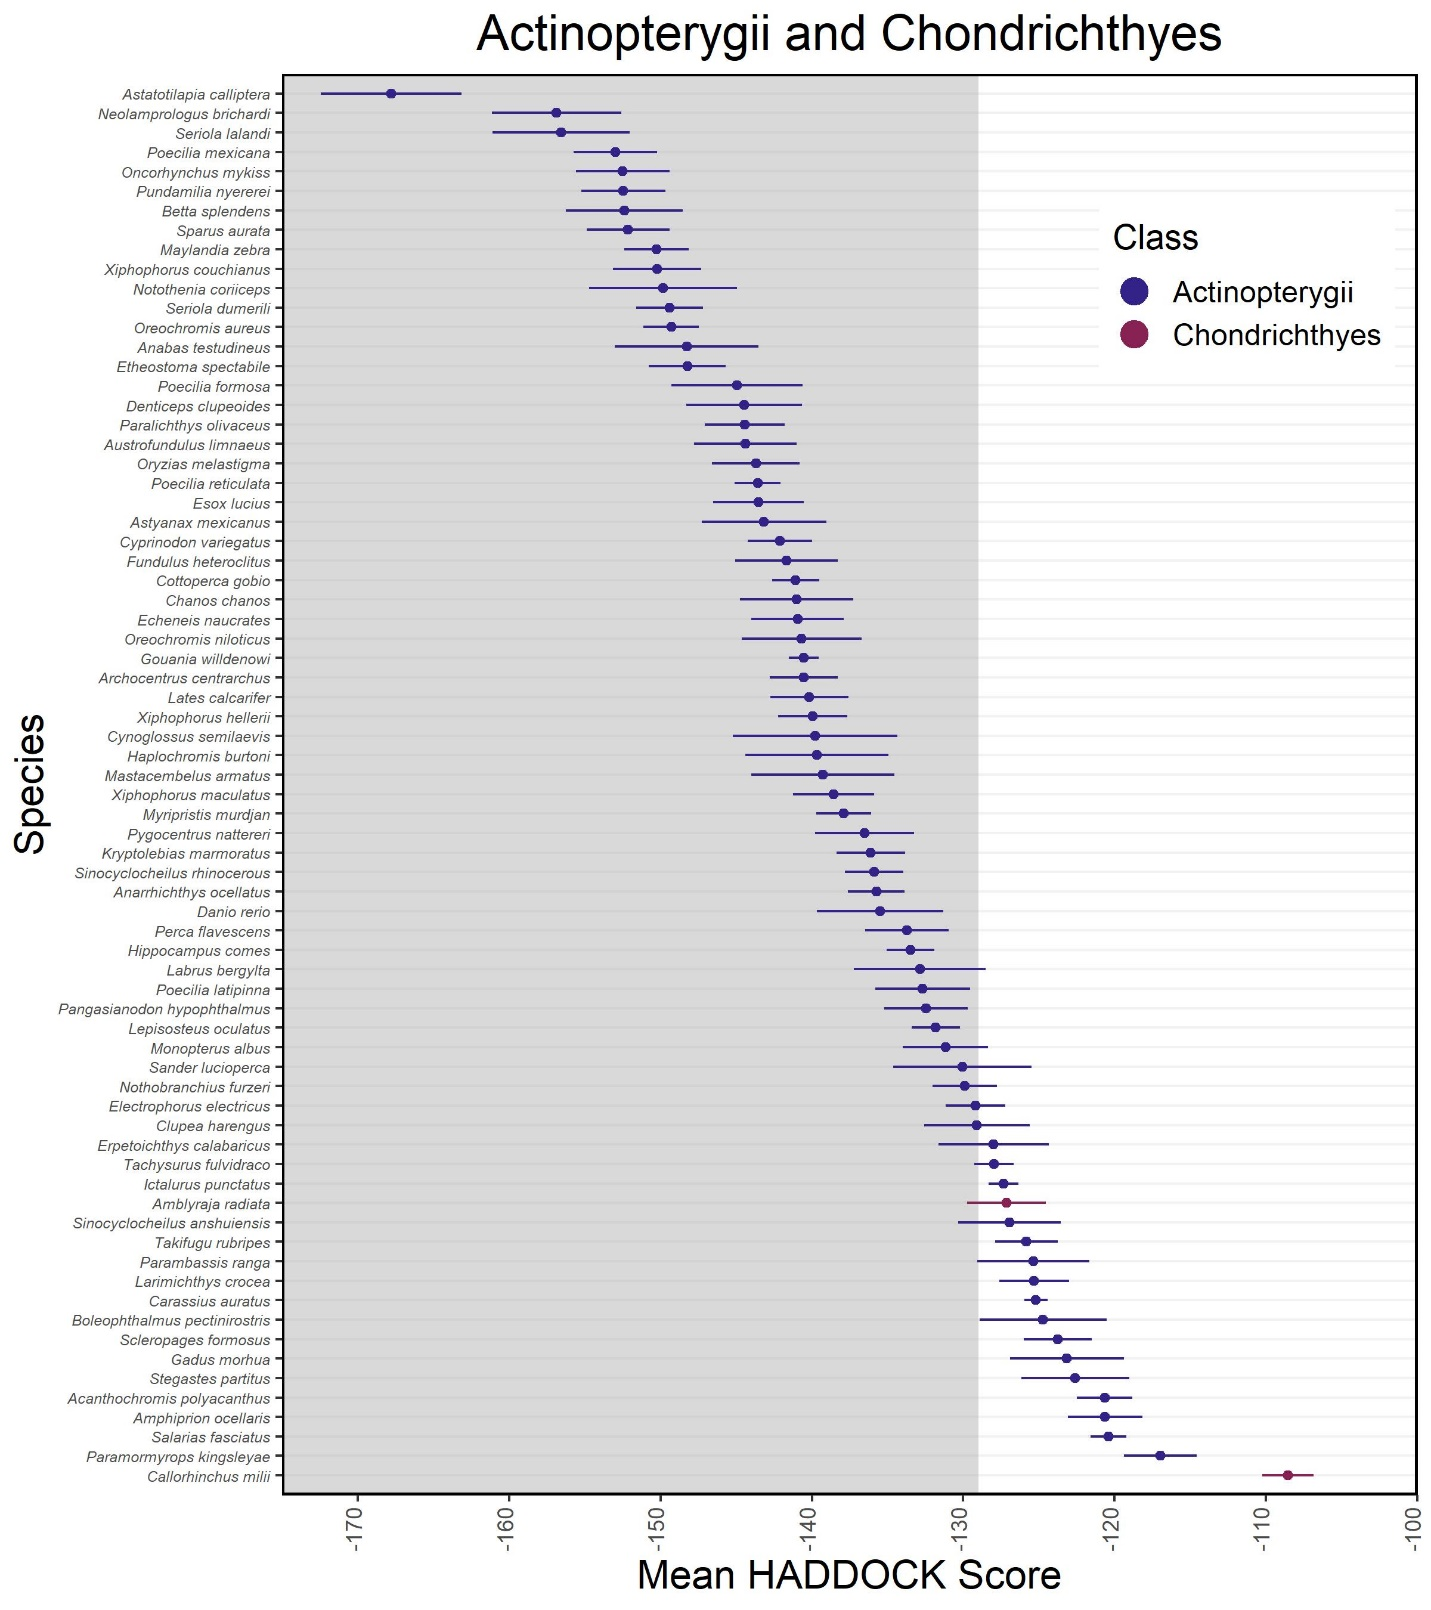 Actinopterygii and Chondrichthyes
Astatotilapia calliptera
Neolamprologus brichardi
Seriola lalandi
Poecilia mexicana
Oncorhynchus mykiss
Pundamilia nyererei
Betta splendens
Sparus aurata
Maylandia zebra
Xiphophorus couchianus
Notothenia coriiceps
Seriola dumerili
Oreochromis aureus
Anabas testudineus
Etheostoma spectabile
Poecilia formosa
Denticeps clupeoides
Paralichthys olivaceus
Austrofundulus limnaeus
Oryzias melastigma
Poecilia reticulata
Esox lucius
Astyanax mexicanus
Cyprinodon variegatus
Fundulus heteroclitus
Cottoperca gobio
Chanos chanos
Echeneis naucrates
Oreochromis niloticus
Gouania willdenowi
Archocentrus centrarchus
Lates calcarifer
Xiphophorus hellerii
Cynoglossus semilaevis
Haplochromis burtoni
Mastacembelus armatus
Xiphophorus maculatus
Myripristis murdjan
Pygocentrus nattereri
Kryptolebias marmoratus
Sinocyclocheilus rhinocerous
Anarrhichthys ocellatus
Danio rerio
Perca flavescens
Hippocampus comes
Labrus bergylta
Poecilia latipinna
Pangasianodon hypophthalmus
Lepisosteus oculatus
Monopterus albus
Sander lucioperca
Nothobranchius furzeri
Electrophorus electricus
Clupea harengus
Erpetoichthys calabaricus
Tachysurus fulvidraco
Ictalurus punctatus
Amblyraja radiata
Sinocyclocheilus anshuiensis
Takifugu rubripes
Parambassis ranga
Larimichthys crocea
Carassius auratus
Boleophthalmus pectinirostris
Scleropages formosus
Gadus morhua
Stegastes partitus
Acanthochromis polyacanthus
Amphiprion ocellaris
Salarias fasciatus
Paramormyrops kingsleyae
Callorhinchus milii
Species
Class
Actinopterygii
Chondrichthyes
-170
-160
-150
-140
-130
-120
-110
-100
Mean HADDOCK Score